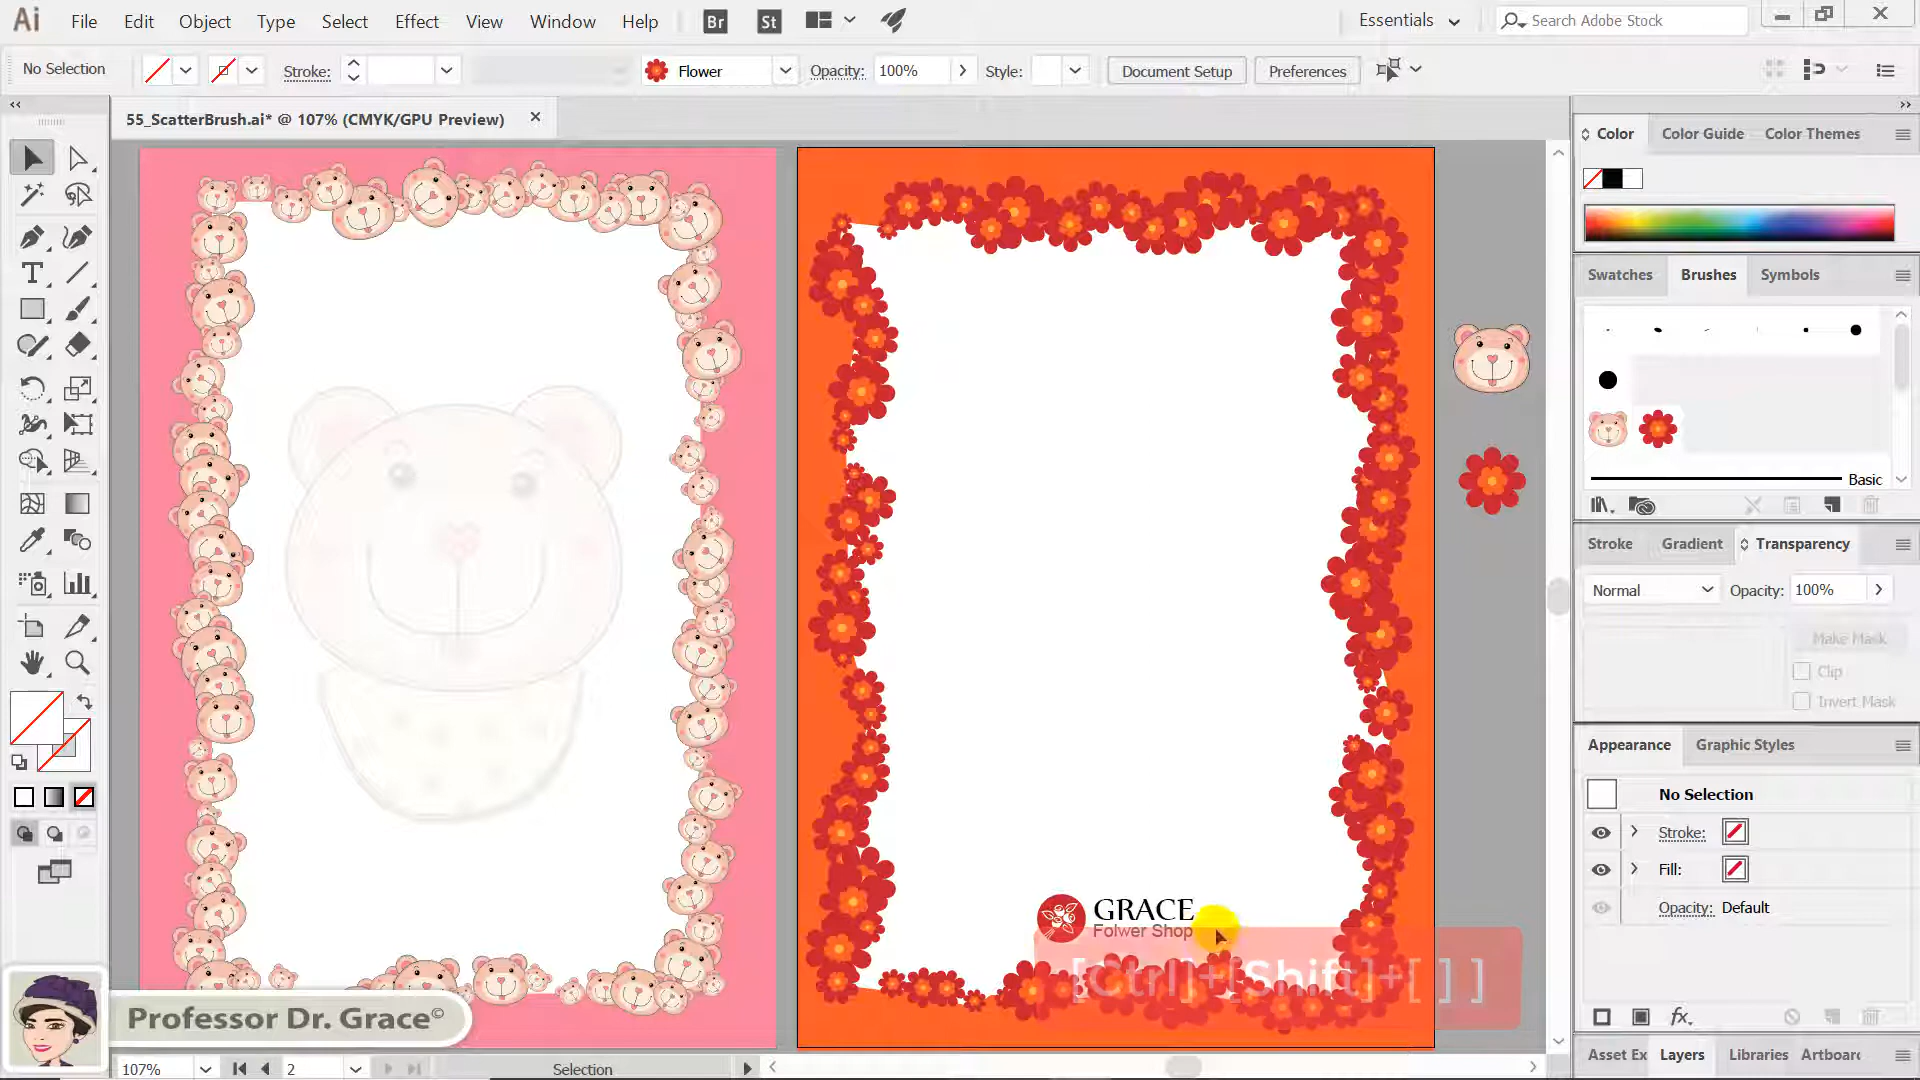 Ai File Edit Object Type Select Effect View Window Help Br St Essentials Search Adobe Stock
No Selection Stroke: Flower Opacity: 100% Style: Document Setup Preferences
55_ScatterBrush.ai* @ 107% (CMYK/GPU Preview)
Color Color Guide Color Themes
Swatches Brushes Symbols
Basic
Stroke Gradient Transparency
Normal Opacity: 100%
Make Mask
Clip
Invert Mask
Appearance Graphic Styles
No Selection
Stroke:
Fill:
Opacity: Default
fx
GRACE
Folwer Shop
[Ctrl]+[Shift]+[ ] ]
Professor Dr. Grace©
107% 2 Selection
Asset Ex Layers Libraries Artboard